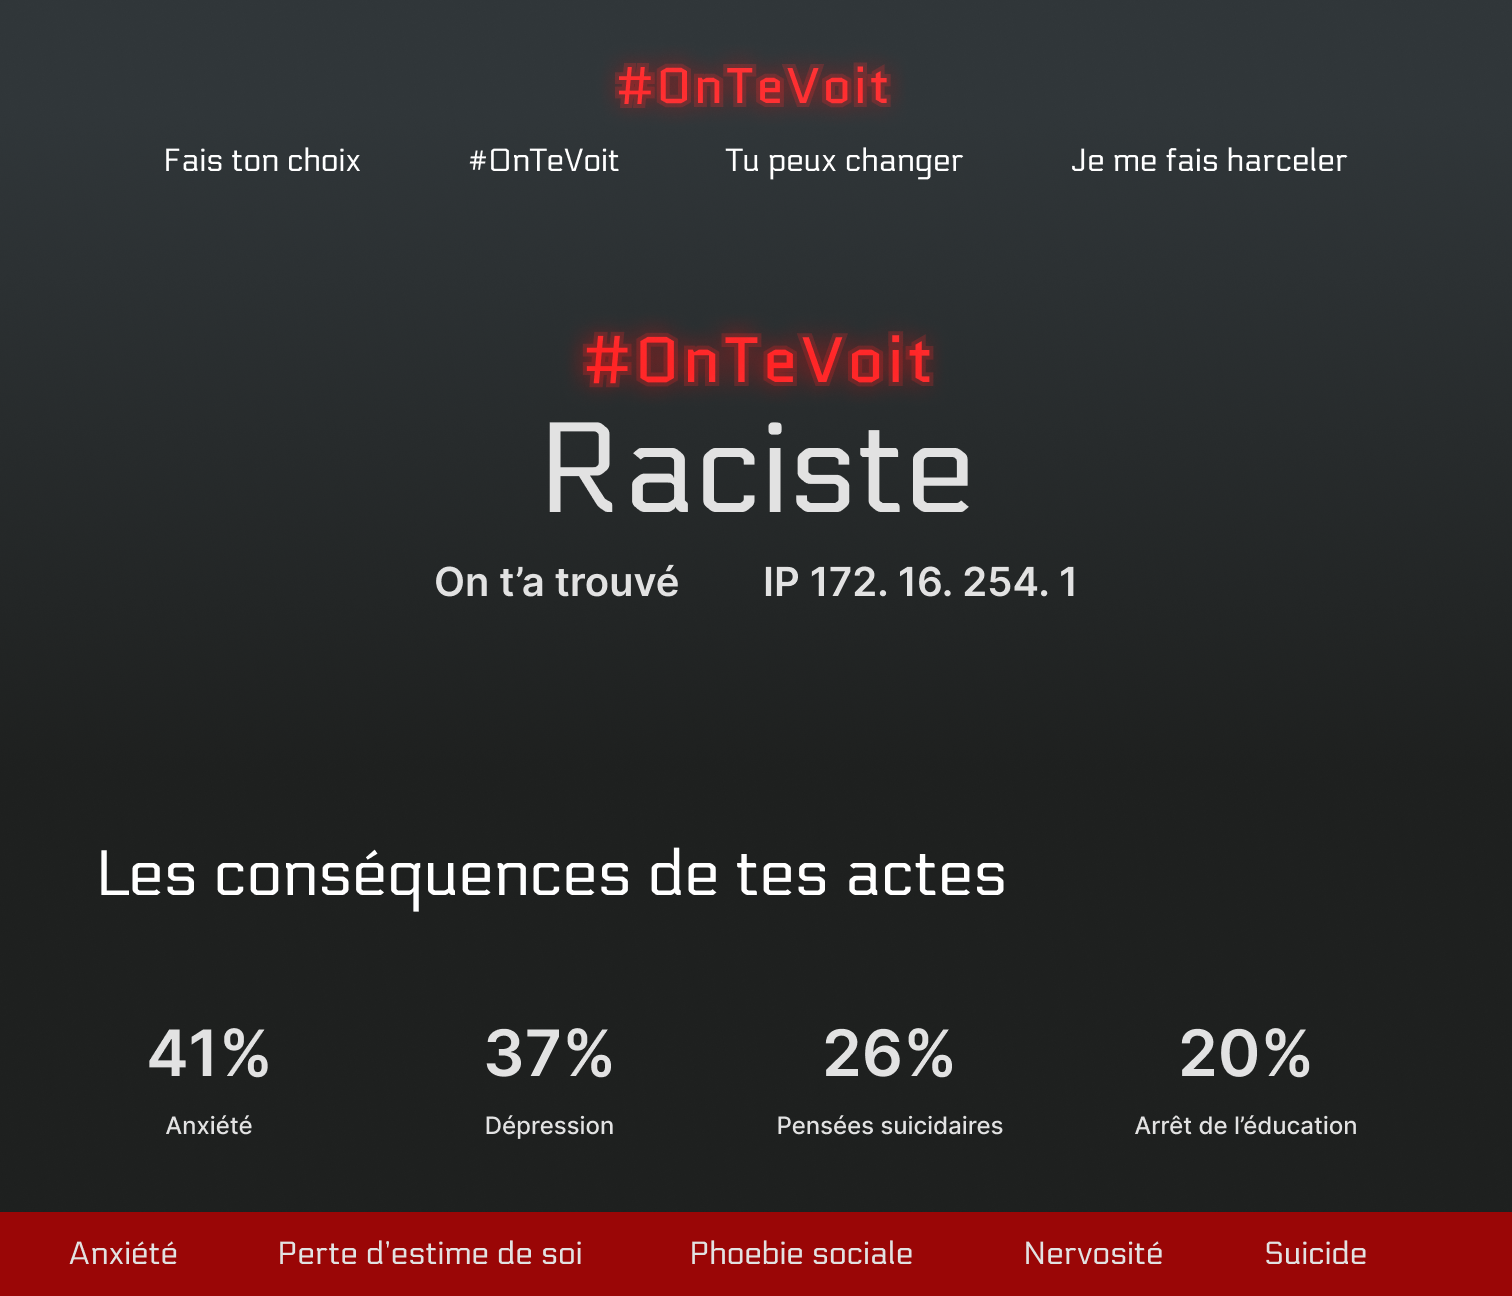 #OnTeVoit
Fais ton choix #OnTeVoit Tu peux changer Je me fais harceler
#OnTeVoit
Raciste
On t’a trouvé IP 172. 16. 254. 1
Les conséquences de tes actes
41% 37% 26% 20%
Anxiété Dépression Pensées suicidaires Arrêt de l’éducation
Anxiété Perte d'estime de soi Phoebie sociale Nervosité Suicide